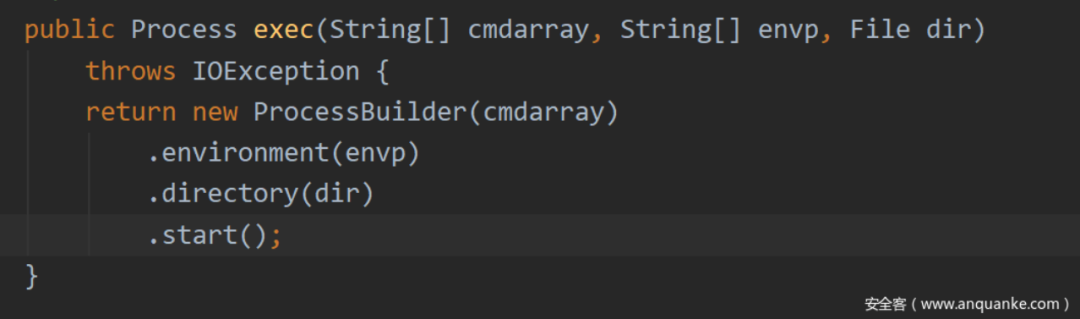 public Process exec(String[] cmdarray, String[] envp, File dir)
    throws IOException {
    return new ProcessBuilder(cmdarray)
        .environment(envp)
        .directory(dir)
        .start();
}
安全客（www.anquanke.com）